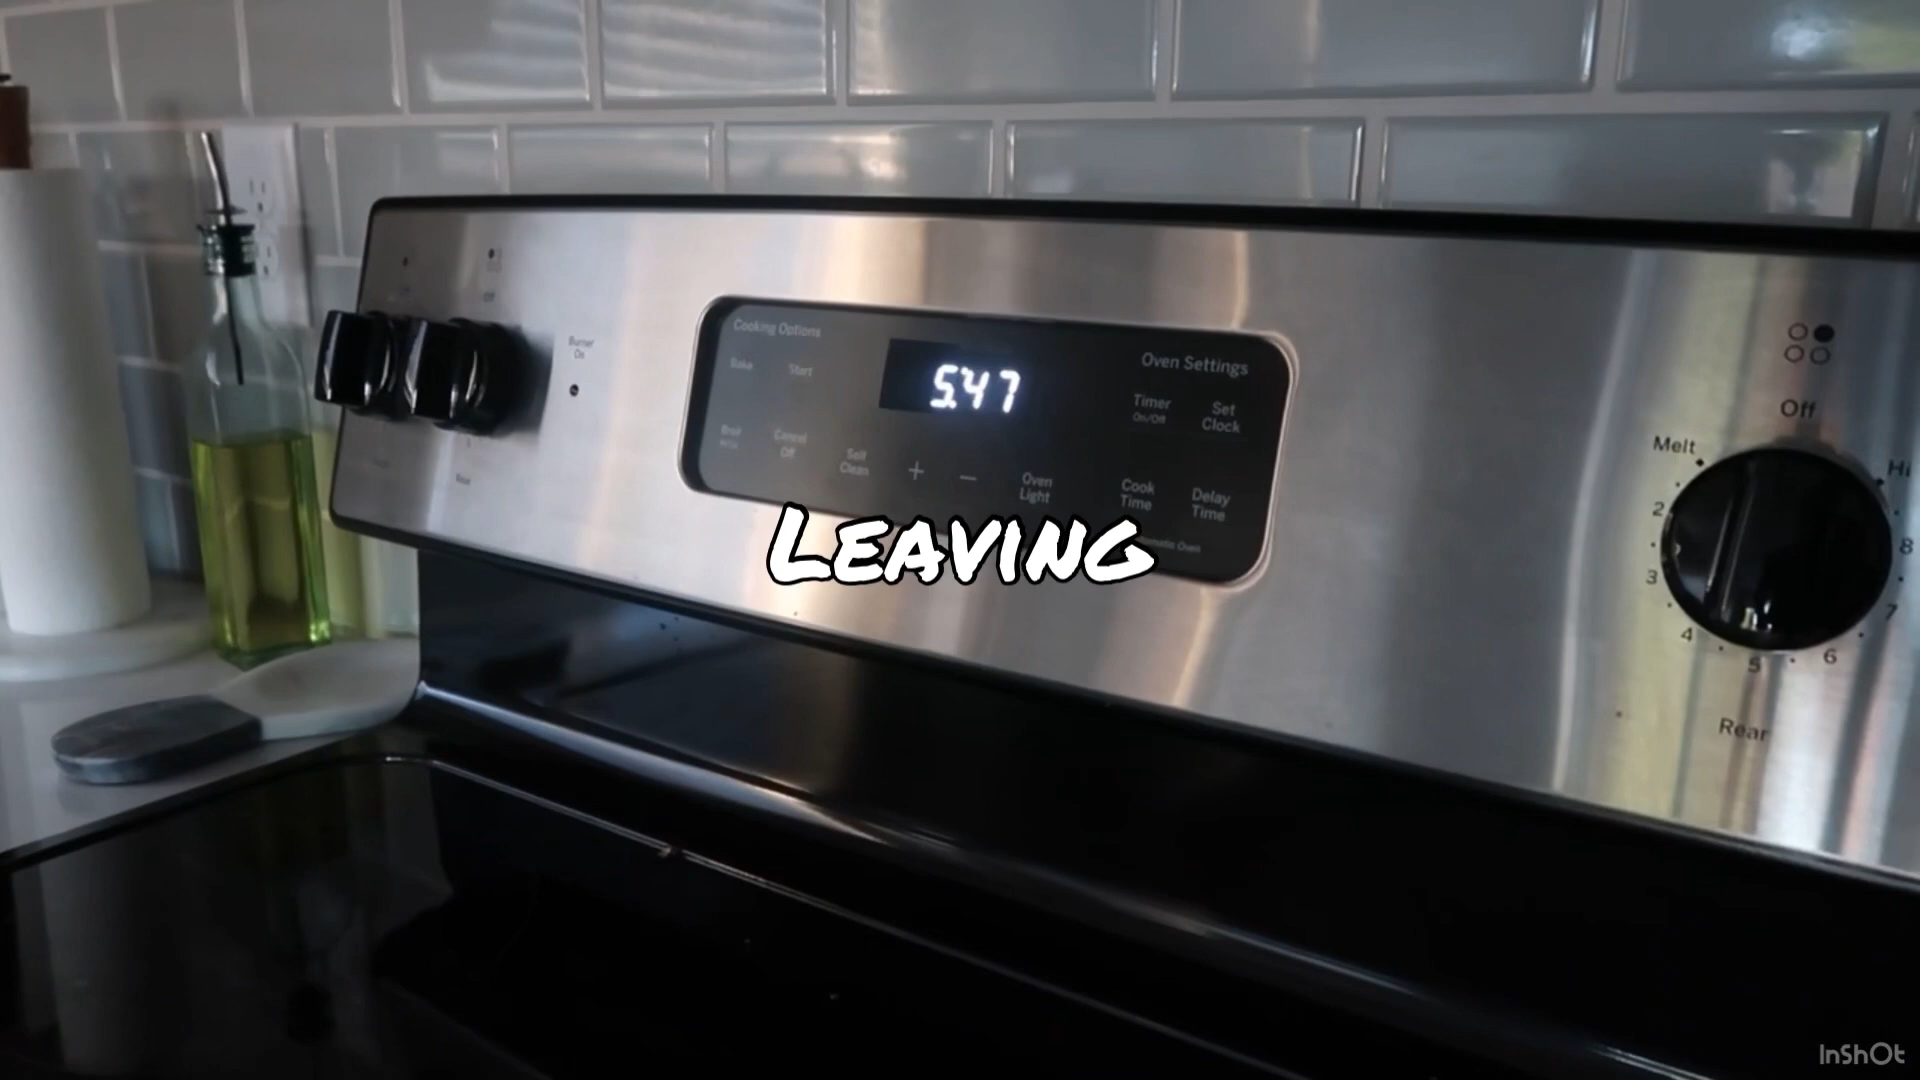 Cooking Options
Bake
Start
5:47
Oven Settings
Timer
On/Off
Set
Clock
Broil
Cancel
Off
Self
Clean
+
−
Oven
Light
Cook
Time
Delay
Time
Oven
Burner
On
Off
LEAVING
Off
Melt
Hi
2
3
4
5
6
7
8
Rear
InShOt